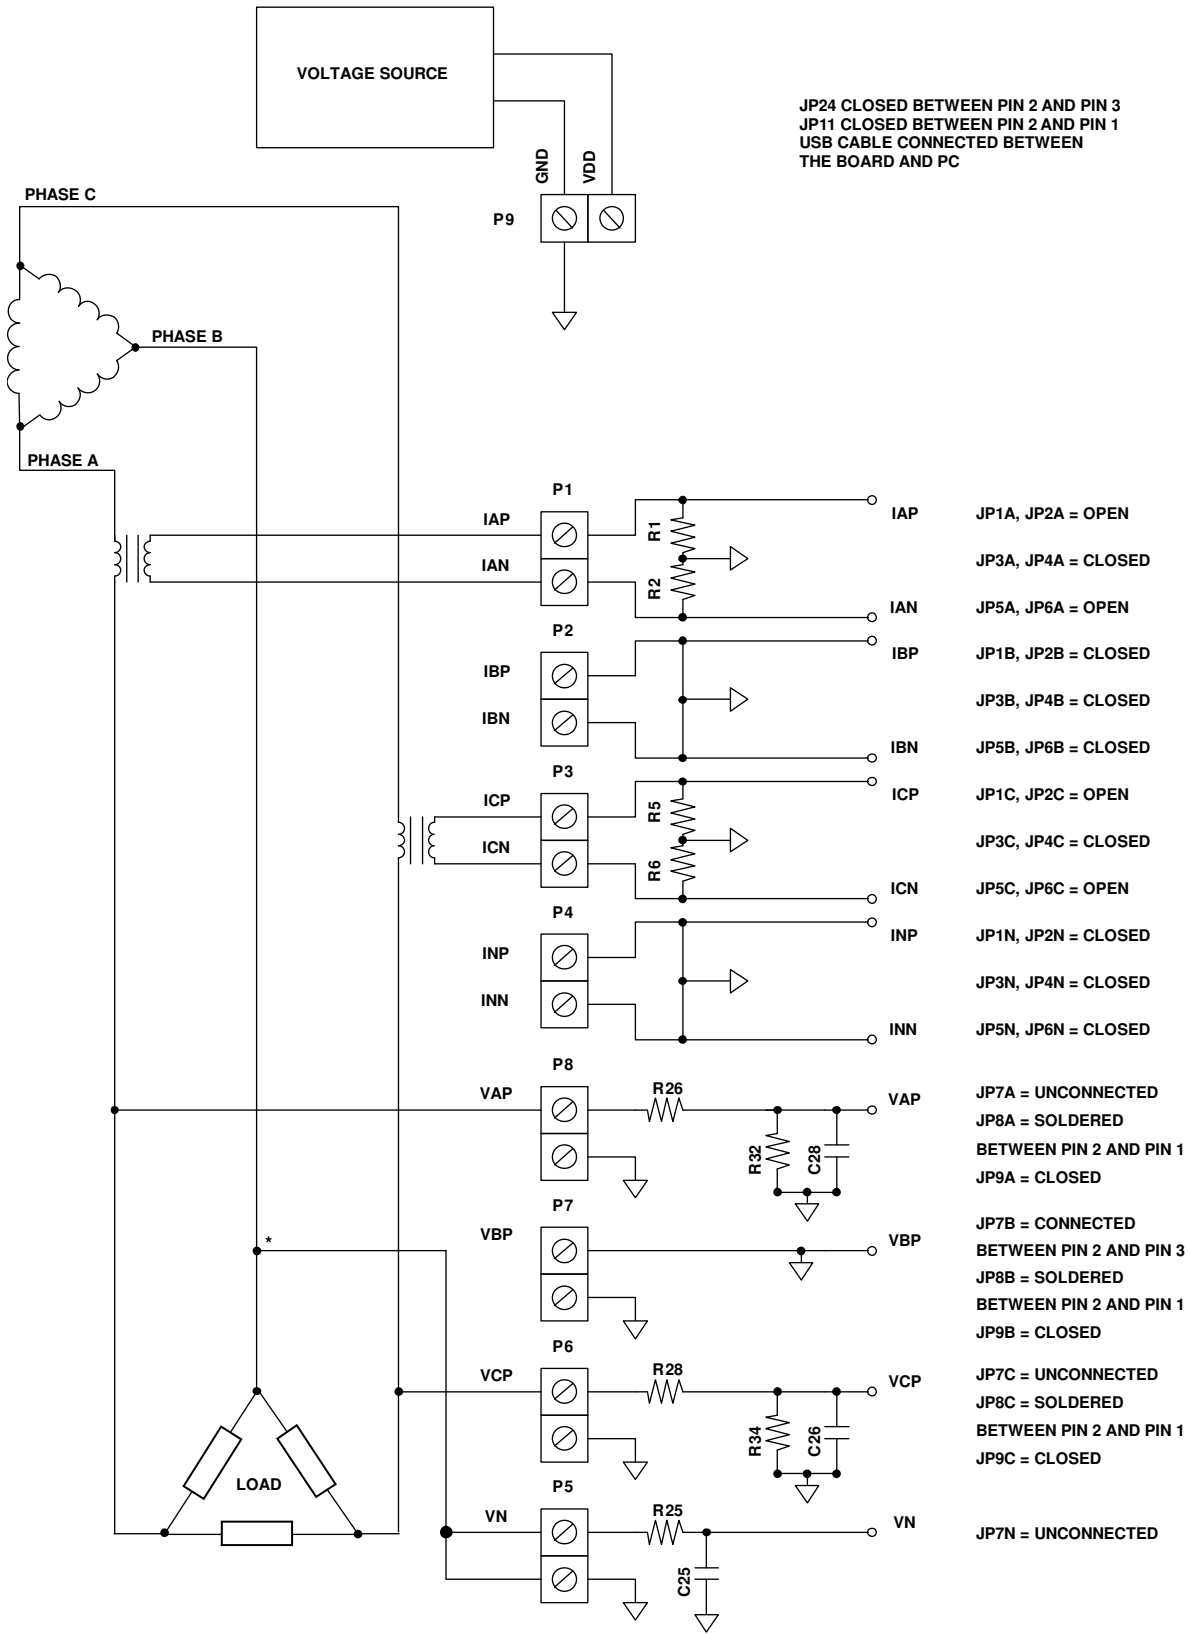 VOLTAGE SOURCE
JP24 CLOSED BETWEEN PIN 2 AND PIN 3
JP11 CLOSED BETWEEN PIN 2 AND PIN 1
USB CABLE CONNECTED BETWEEN
THE BOARD AND PC
GND
VDD
P9
PHASE C
PHASE B
PHASE A
P1
IAP
IAN
R1
R2
IAP
IAN
JP1A, JP2A = OPEN
JP3A, JP4A = CLOSED
JP5A, JP6A = OPEN
P2
IBP
IBN
IBP
IBN
JP1B, JP2B = CLOSED
JP3B, JP4B = CLOSED
JP5B, JP6B = CLOSED
P3
ICP
ICN
R5
R6
ICP
ICN
JP1C, JP2C = OPEN
JP3C, JP4C = CLOSED
JP5C, JP6C = OPEN
P4
INP
INN
INP
INN
JP1N, JP2N = CLOSED
JP3N, JP4N = CLOSED
JP5N, JP6N = CLOSED
P8
VAP
R26
R32
C28
VAP
JP7A = UNCONNECTED
JP8A = SOLDERED
BETWEEN PIN 2 AND PIN 1
JP9A = CLOSED
P7
*
VBP
VBP
JP7B = CONNECTED
BETWEEN PIN 2 AND PIN 3
JP8B = SOLDERED
BETWEEN PIN 2 AND PIN 1
JP9B = CLOSED
P6
VCP
R28
R34
C26
VCP
JP7C = UNCONNECTED
JP8C = SOLDERED
BETWEEN PIN 2 AND PIN 1
JP9C = CLOSED
LOAD
P5
VN
R25
C25
VN
JP7N = UNCONNECTED